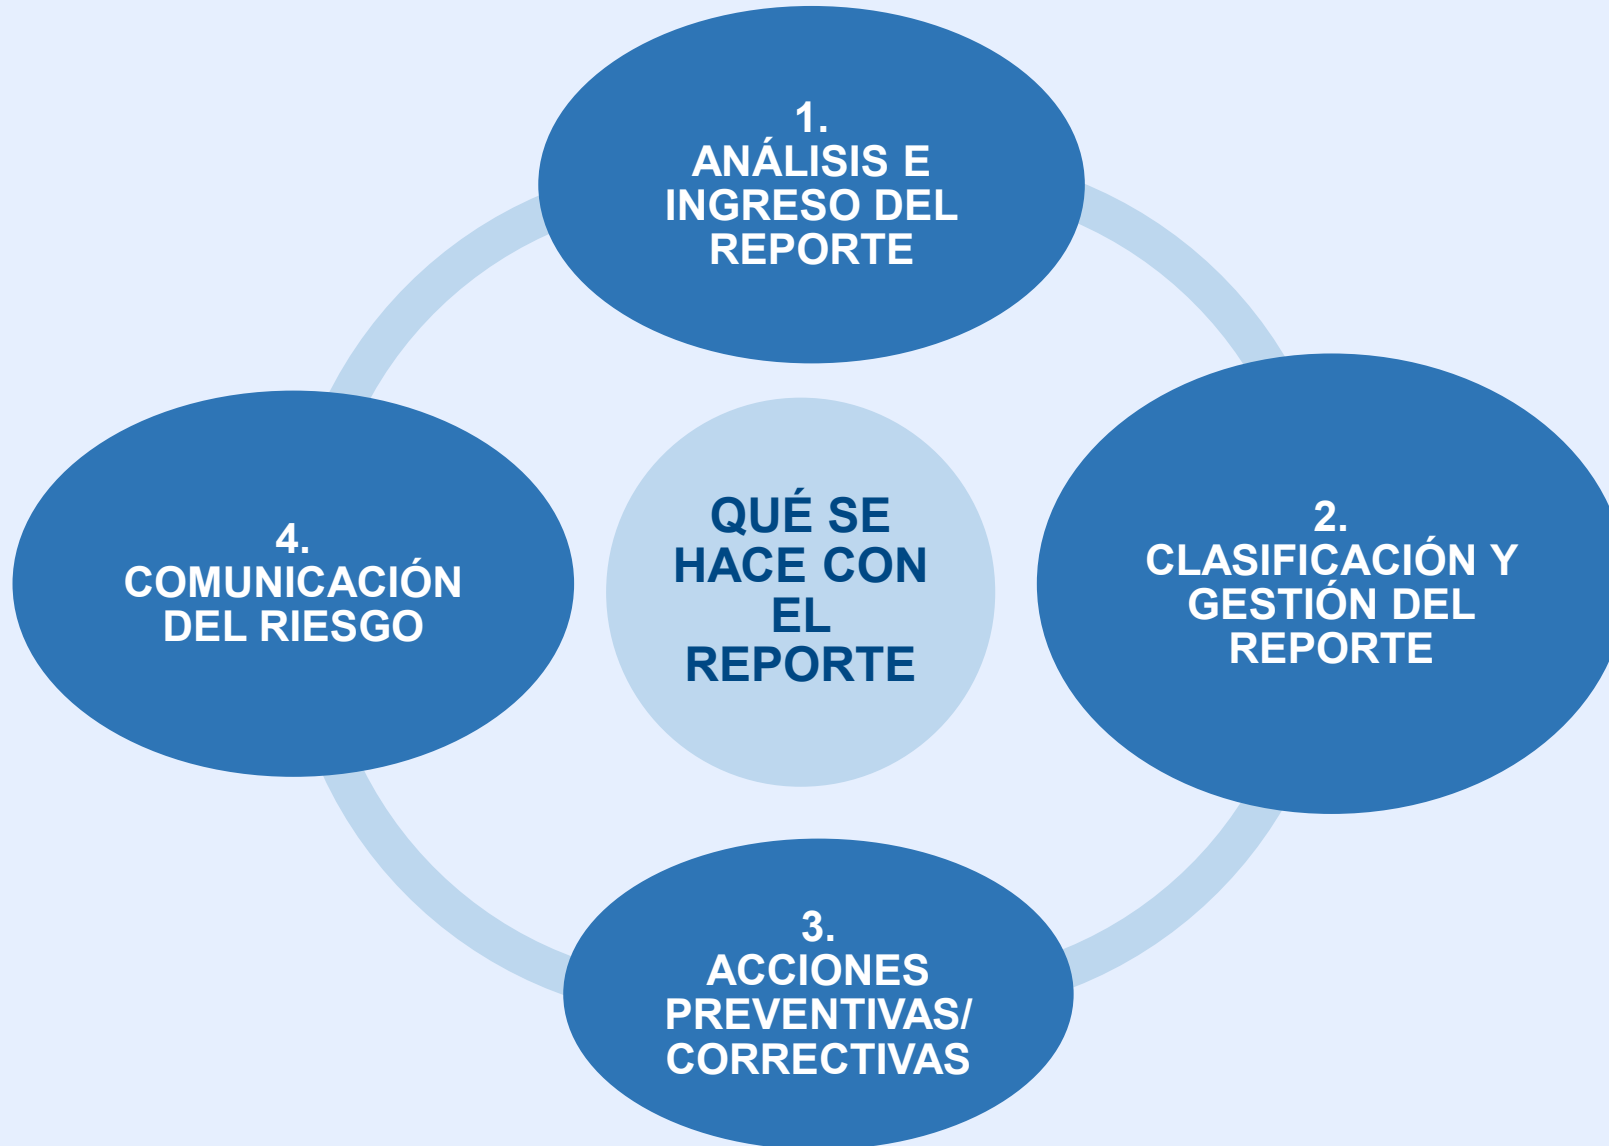 1.
ANÁLISIS E
INGRESO DEL
REPORTE
2.
CLASIFICACIÓN Y
GESTIÓN DEL
REPORTE
3.
ACCIONES
PREVENTIVAS/
CORRECTIVAS
4.
COMUNICACIÓN
DEL RIESGO
QUÉ SE
HACE CON
EL
REPORTE